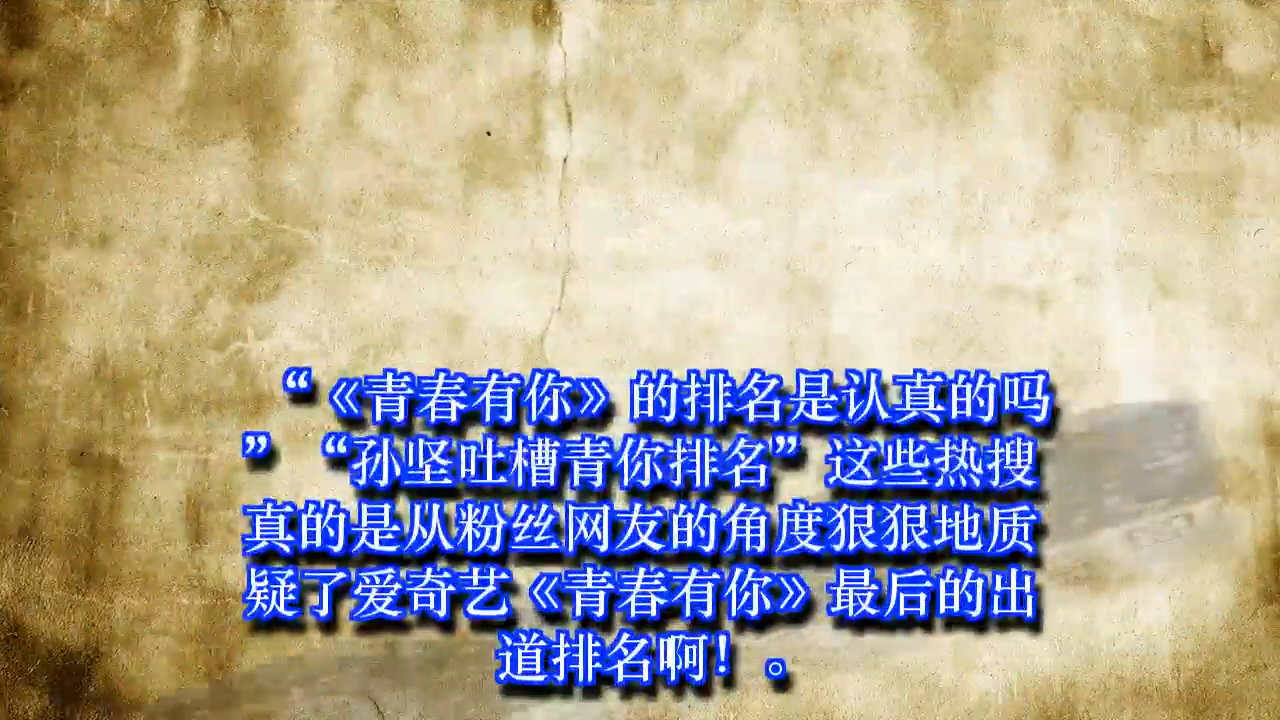 “《青春有你》的排名是认真的吗
” “孙坚吐槽青你排名”这些热搜
真的是从粉丝网友的角度狠狠地质
疑了爱奇艺《青春有你》最后的出
道排名啊！。